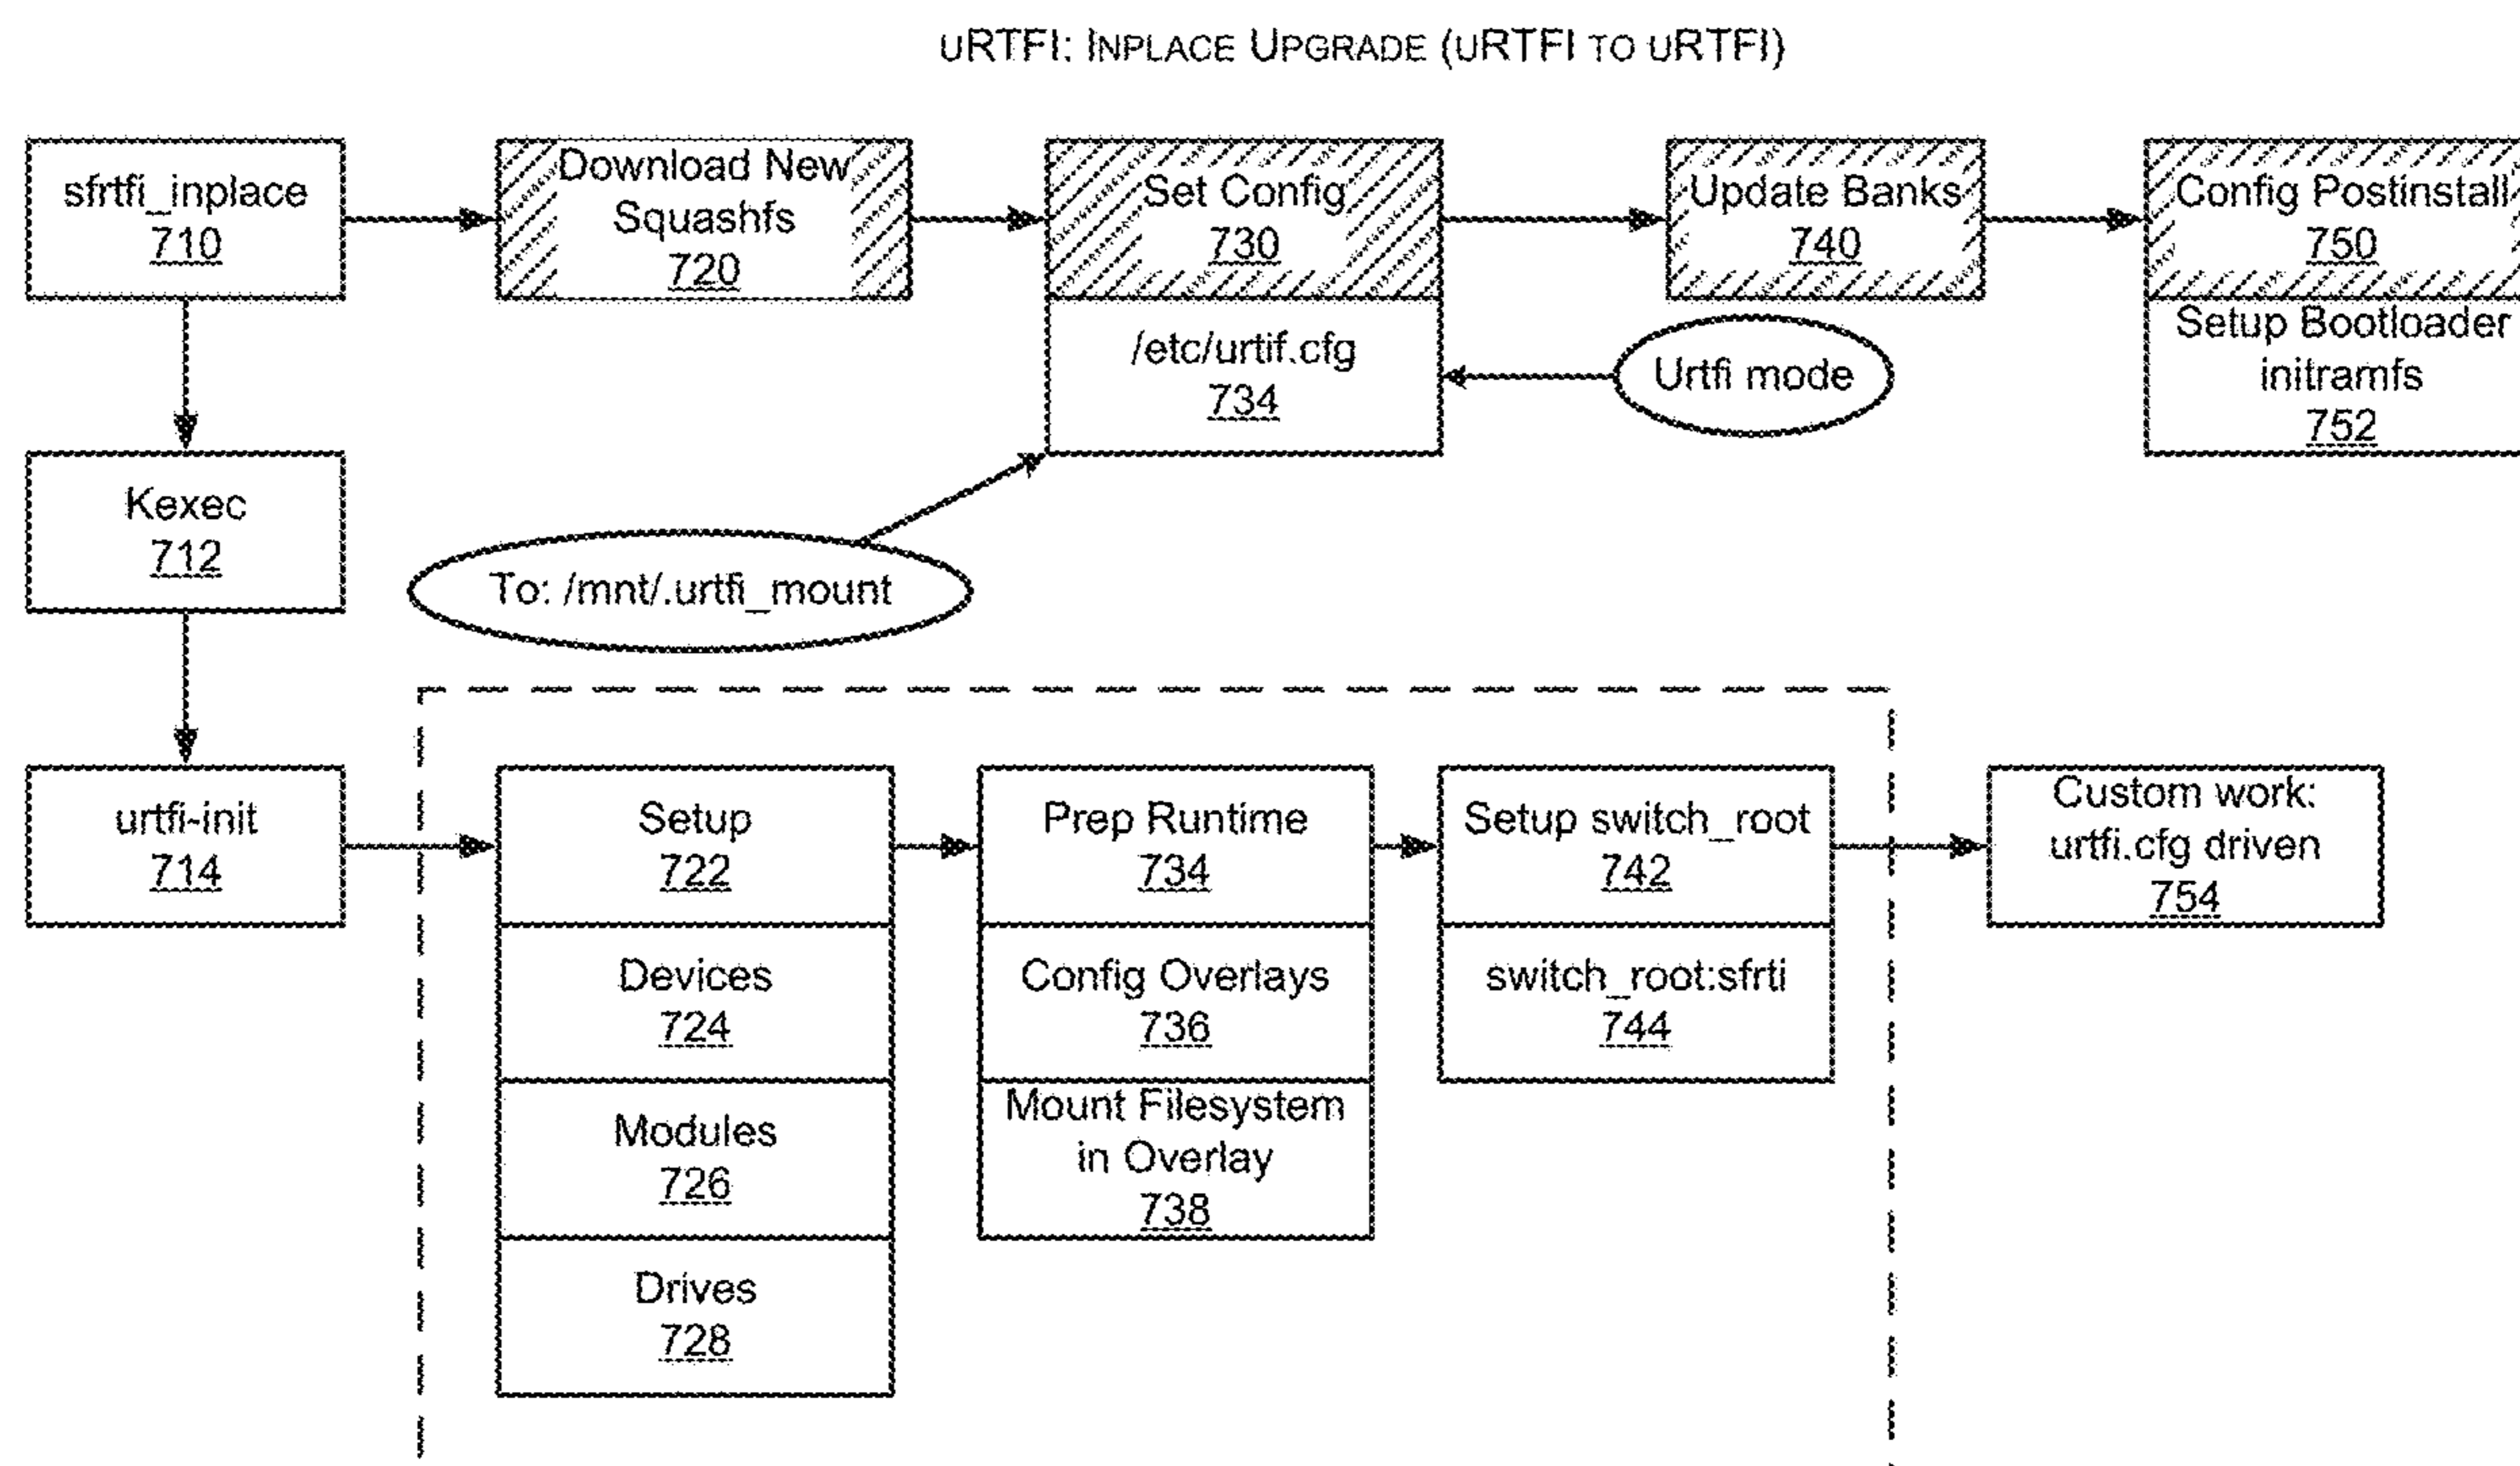 uRTFI: Inplace Upgrade (uRTFI to uRTFI)
sfrtfi_inplace
710
Download New
Squashfs
720
Set Config
730
Update Banks
740
Config Postinstall
750
/etc/urtif.cfg
734
Urtfi mode
Setup Bootloader
initramfs
752
Kexec
712
To: /mnt/.urtfi_mount
urtfi-init
714
Setup
722
Devices
724
Modules
726
Drives
728
Prep Runtime
734
Config Overlays
736
Mount Filesystem
in Overlay
738
Setup switch_root
742
switch_root:sfrti
744
Custom work:
urtfi.cfg driven
754